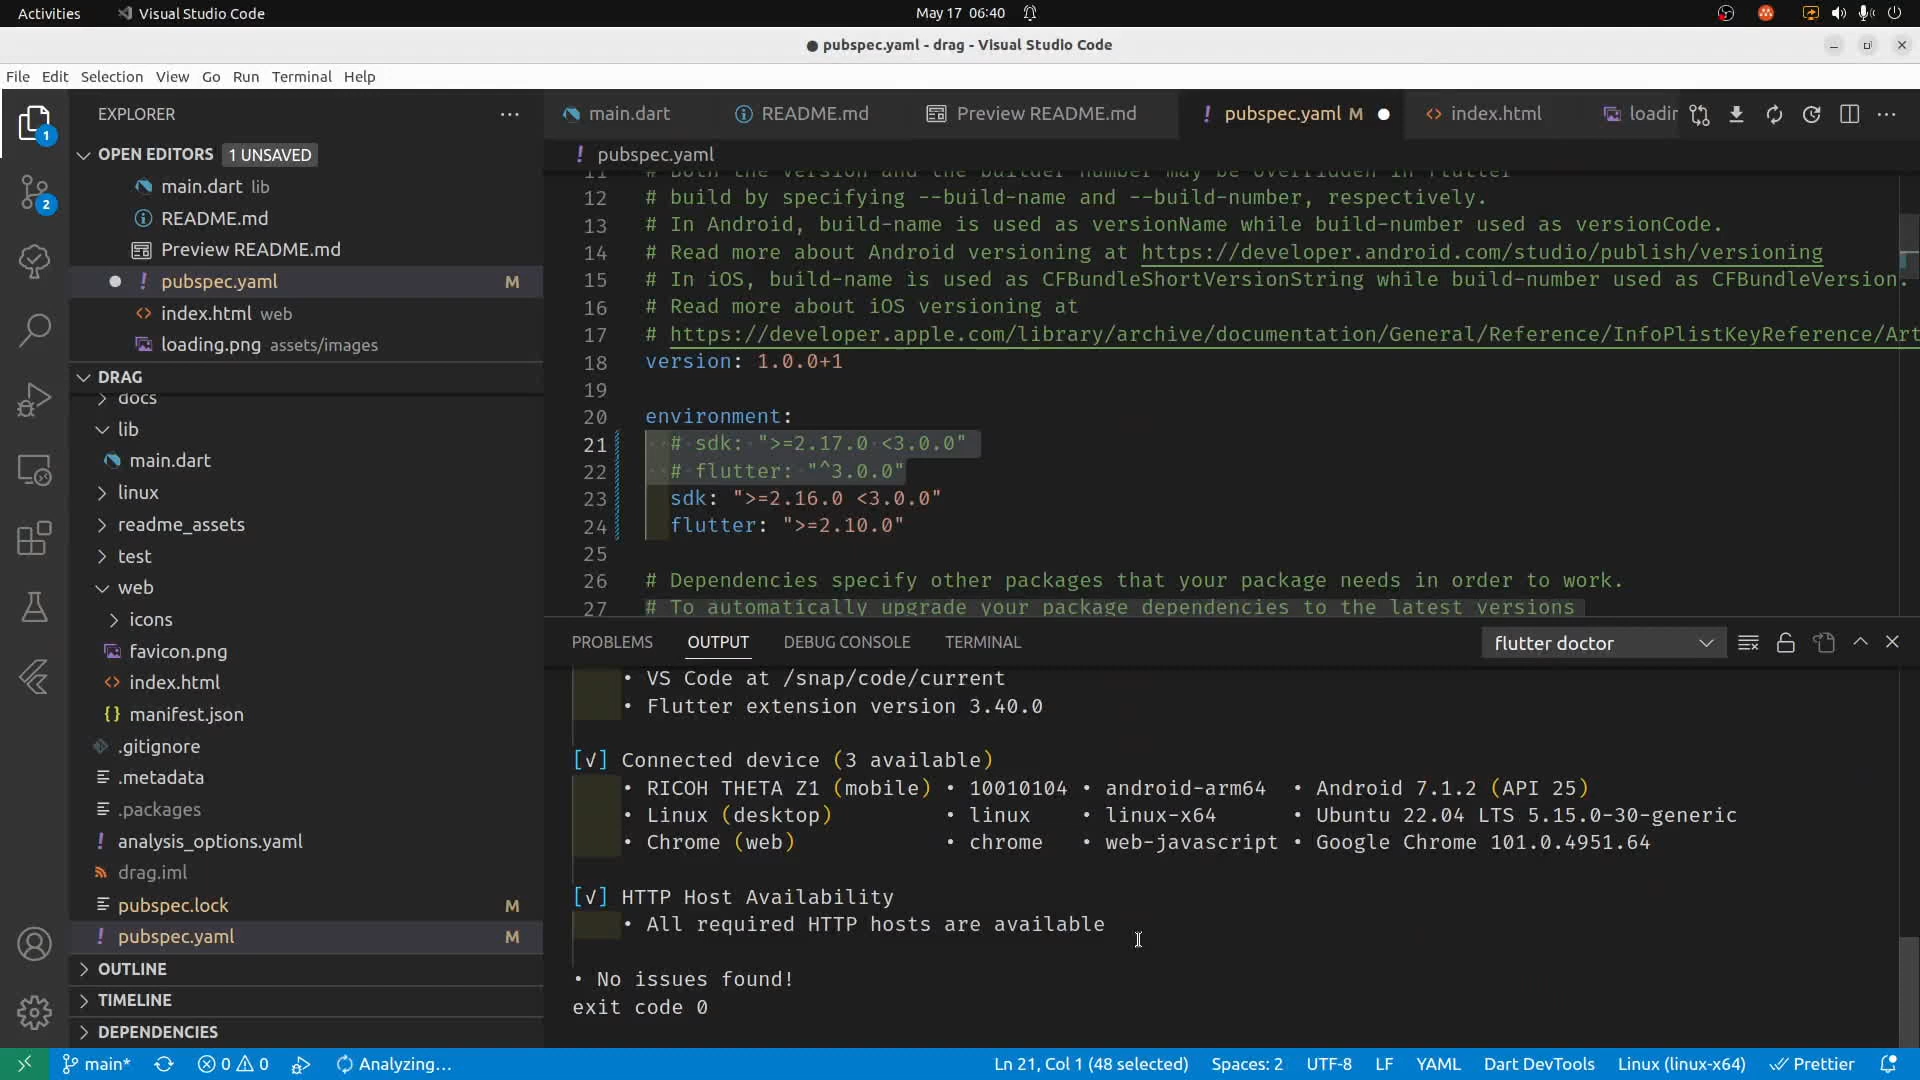 Activities Visual Studio Code May 17 06:40
pubspec.yaml - drag - Visual Studio Code
File Edit Selection View Go Run Terminal Help
EXPLORER
OPEN EDITORS 1 UNSAVED
main.dart lib
README.md
Preview README.md
pubspec.yaml M
index.html web
loading.png assets/images
DRAG
docs
lib
main.dart
linux
readme_assets
test
web
icons
favicon.png
index.html
manifest.json
.gitignore
.metadata
.packages
analysis_options.yaml
drag.iml
pubspec.lock M
pubspec.yaml M
OUTLINE
TIMELINE
DEPENDENCIES
1
2
main.dart README.md Preview README.md ! pubspec.yaml M index.html loadin
! pubspec.yaml
11 # Both the version and the builder number may be overridden in flutter
12 # build by specifying --build-name and --build-number, respectively.
13 # In Android, build-name is used as versionName while build-number used as versionCode.
14 # Read more about Android versioning at https://developer.android.com/studio/publish/versioning
15 # In iOS, build-name is used as CFBundleShortVersionString while build-number used as CFBundleVersion.
16 # Read more about iOS versioning at
17 # https://developer.apple.com/library/archive/documentation/General/Reference/InfoPlistKeyReference/Art
18 version: 1.0.0+1
19
20 environment:
21 # sdk: ">=2.17.0 <3.0.0"
22 # flutter: "^3.0.0"
23 sdk: ">=2.16.0 <3.0.0"
24 flutter: ">=2.10.0"
25
26 # Dependencies specify other packages that your package needs in order to work.
27 # To automatically upgrade your package dependencies to the latest versions
PROBLEMS OUTPUT DEBUG CONSOLE TERMINAL flutter doctor
• VS Code at /snap/code/current
• Flutter extension version 3.40.0
[√] Connected device (3 available)
• RICOH THETA Z1 (mobile) • 10010104 • android-arm64 • Android 7.1.2 (API 25)
• Linux (desktop) • linux • linux-x64 • Ubuntu 22.04 LTS 5.15.0-30-generic
• Chrome (web) • chrome • web-javascript • Google Chrome 101.0.4951.64
[√] HTTP Host Availability
• All required HTTP hosts are available
• No issues found!
exit code 0
main* 0 0 Analyzing... Ln 21, Col 1 (48 selected) Spaces: 2 UTF-8 LF YAML Dart DevTools Linux (linux-x64) Prettier